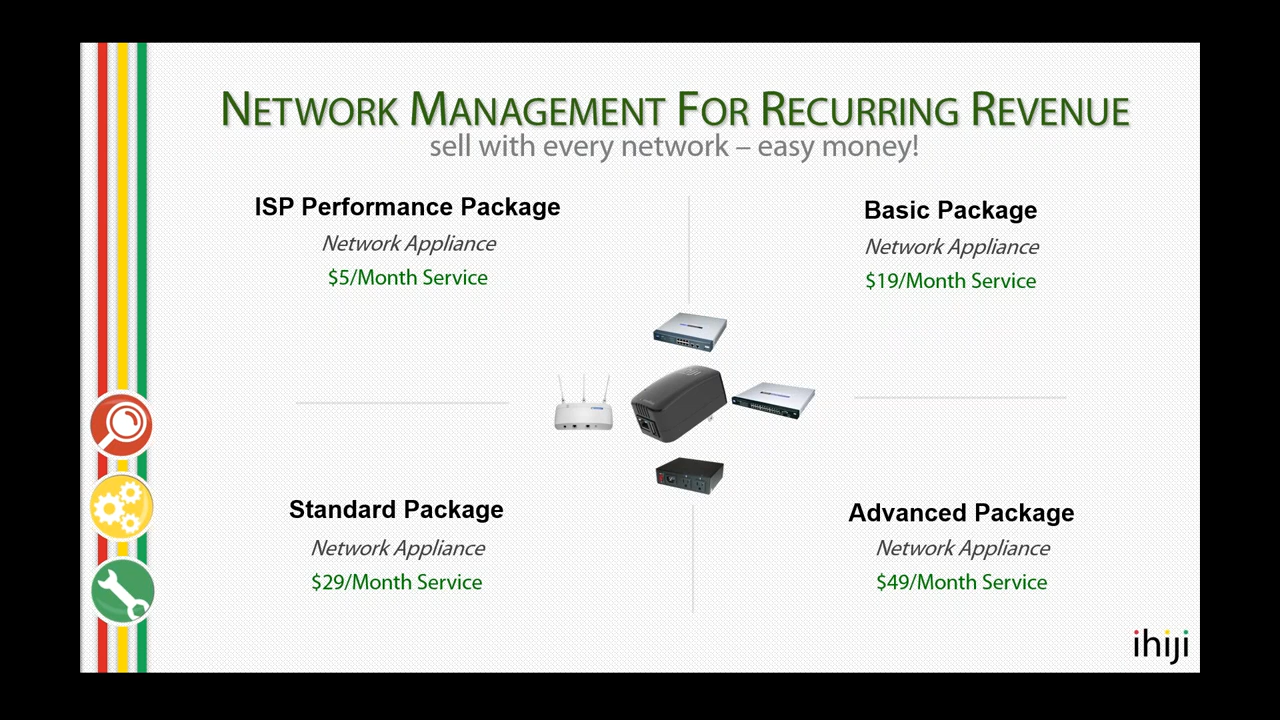 NETWORK MANAGEMENT FOR RECURRING REVENUE
sell with every network – easy money!
ISP Performance Package
Network Appliance
$5/Month Service
Basic Package
Network Appliance
$19/Month Service
Standard Package
Network Appliance
$29/Month Service
Advanced Package
Network Appliance
$49/Month Service
ihiji